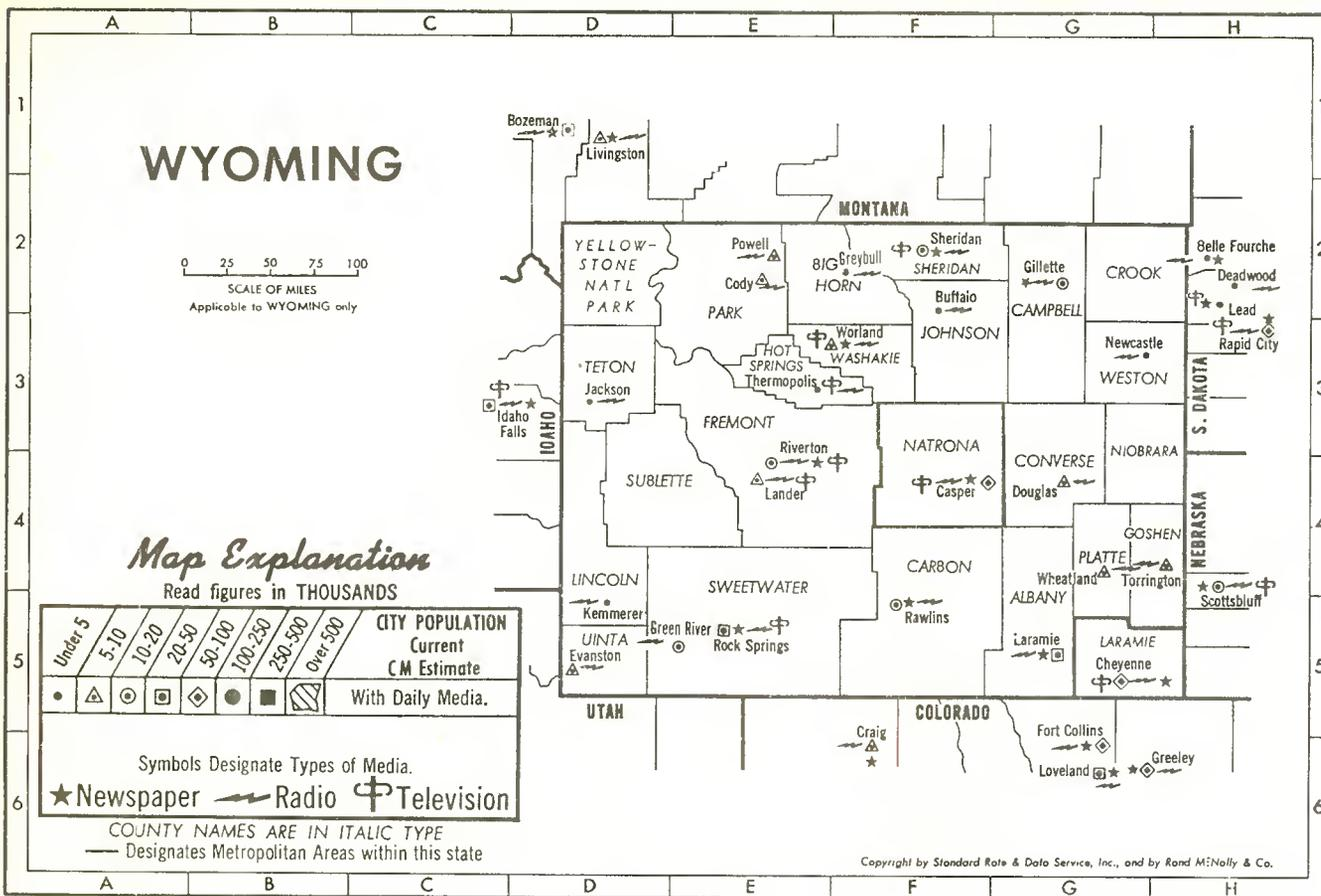 A B C D E F G H
1
Bozeman
Livingston
WYOMING
MONTANA
2
YELLOW-
STONE
NATL
PARK
Powell
Cody
PARK
BIG
HORN
Greybull
Sheridan
SHERIDAN
Buffalo
JOHNSON
Gillette
CAMPBELL
CROOK
Belle Fourche
Deadwood
Lead
Rapid City
2
0 25 50 75 100
SCALE OF MILES
Applicable to WYOMING only
Worland
WASHAKIE
HOT
SPRINGS
Thermopolis
Newcastle
WESTON
3
TETON
Jackson
Idaho
Falls
IDAHO
FREMONT
S. DAKOTA
3
Riverton
Lander
SUBLETTE
NATRONA
Casper
CONVERSE
Douglas
NIOBRARA
4
NEBRASKA
GOSHEN
PLATTE
Wheatland
Torrington
Scottsbluff
4
Map Explanation
Read figures in THOUSANDS
LINCOLN
Kemmerer
SWEETWATER
CARBON
Rawlins
ALBANY
Under 5
5-10
10-20
20-50
50-100
100-250
250-500
Over 500
CITY POPULATION
Current
CM Estimate
With Daily Media.
5
UINTA
Evanston
Green River
Rock Springs
Laramie
LARAMIE
Cheyenne
5
UTAH
COLORADO
Craig
Fort Collins
Loveland
Greeley
Symbols Designate Types of Media.
Newspaper Radio Television
6
6
COUNTY NAMES ARE IN ITALIC TYPE
Designates Metropolitan Areas within this state
Copyright by Standard Rate & Data Service, Inc., and by Rand McNally & Co.
A B C D E F G H